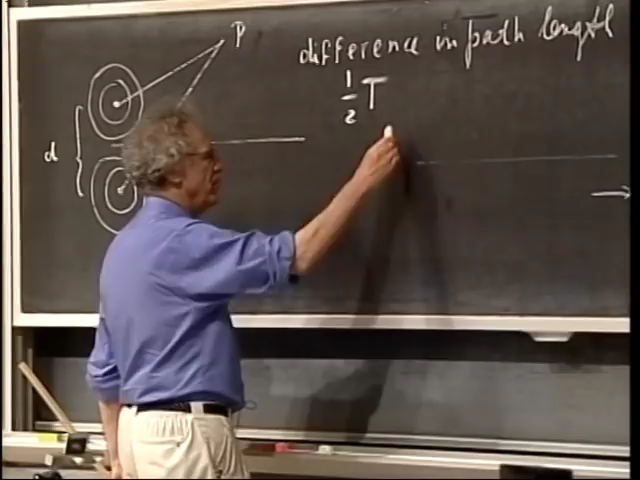 P
difference in path length
1/2 T
d